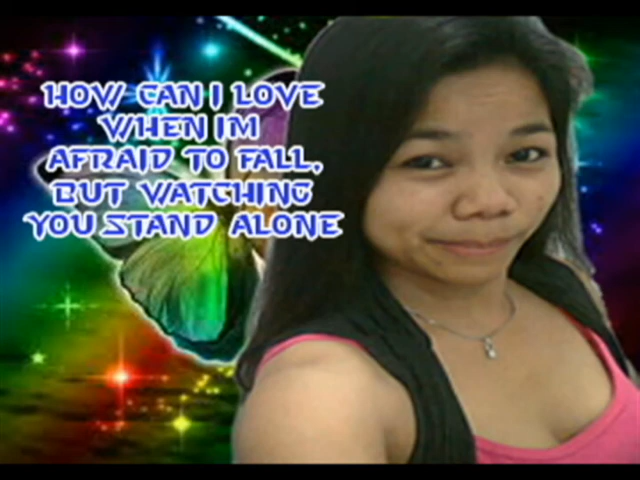 HOW CAN I LOVE
WHEN IM
AFRAID TO FALL,
BUT WATCHING
YOU STAND ALONE